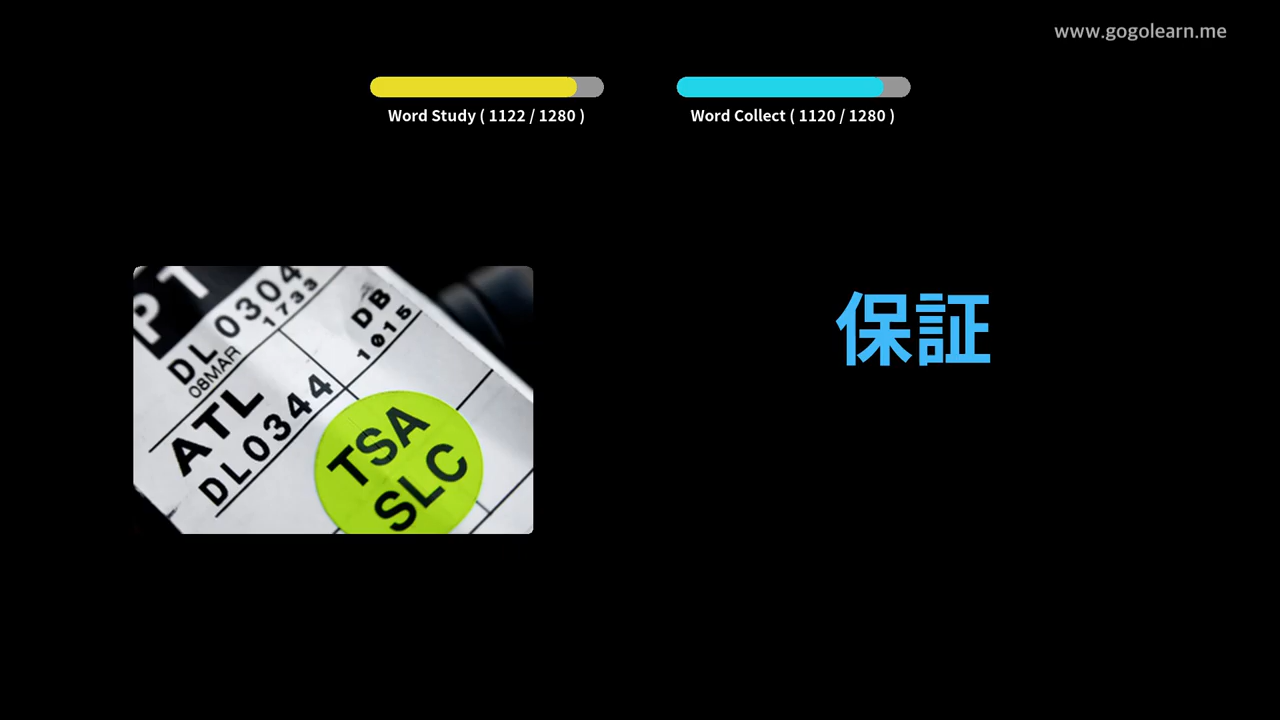 www.gogolearn.me
Word Study ( 1122 / 1280 )
Word Collect ( 1120 / 1280 )
保証
P1
DL0304
1733
08MAR
DB
1015
ATL
DL0344
TSA
SLC